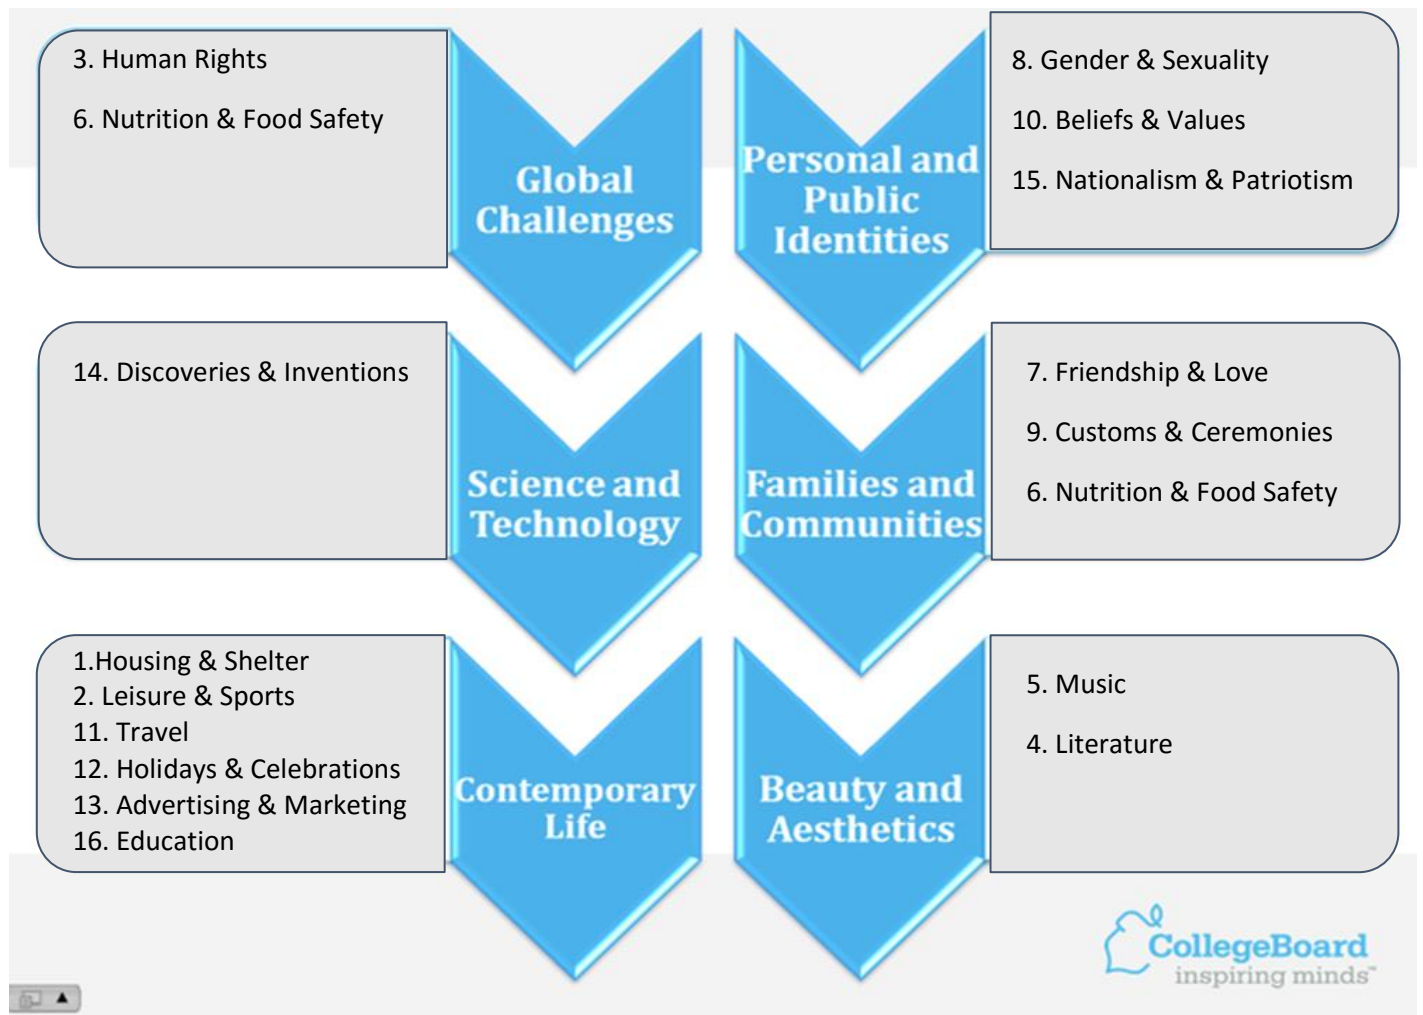 3. Human Rights
6. Nutrition & Food Safety
Global
Challenges
Personal and
Public
Identities
8. Gender & Sexuality
10. Beliefs & Values
15. Nationalism & Patriotism
14. Discoveries & Inventions
Science and
Technology
Families and
Communities
7. Friendship & Love
9. Customs & Ceremonies
6. Nutrition & Food Safety
1.Housing & Shelter
2. Leisure & Sports
11. Travel
12. Holidays & Celebrations
13. Advertising & Marketing
16. Education
Contemporary
Life
Beauty and
Aesthetics
5. Music
4. Literature
CollegeBoard
inspiring minds™